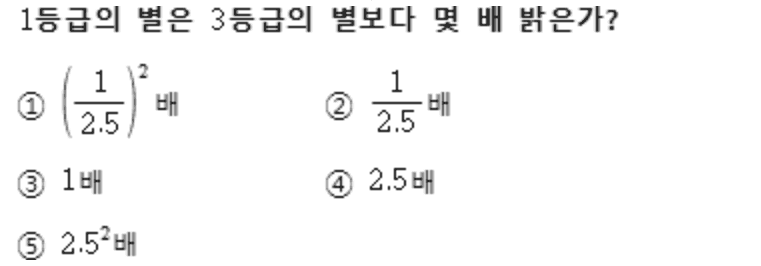 1등급의 별은 3등급의 별보다 몇 배 밝은가?
① (1/2.5)² 배 ② 1/2.5 배
③ 1배 ④ 2.5배
⑤ 2.5²배